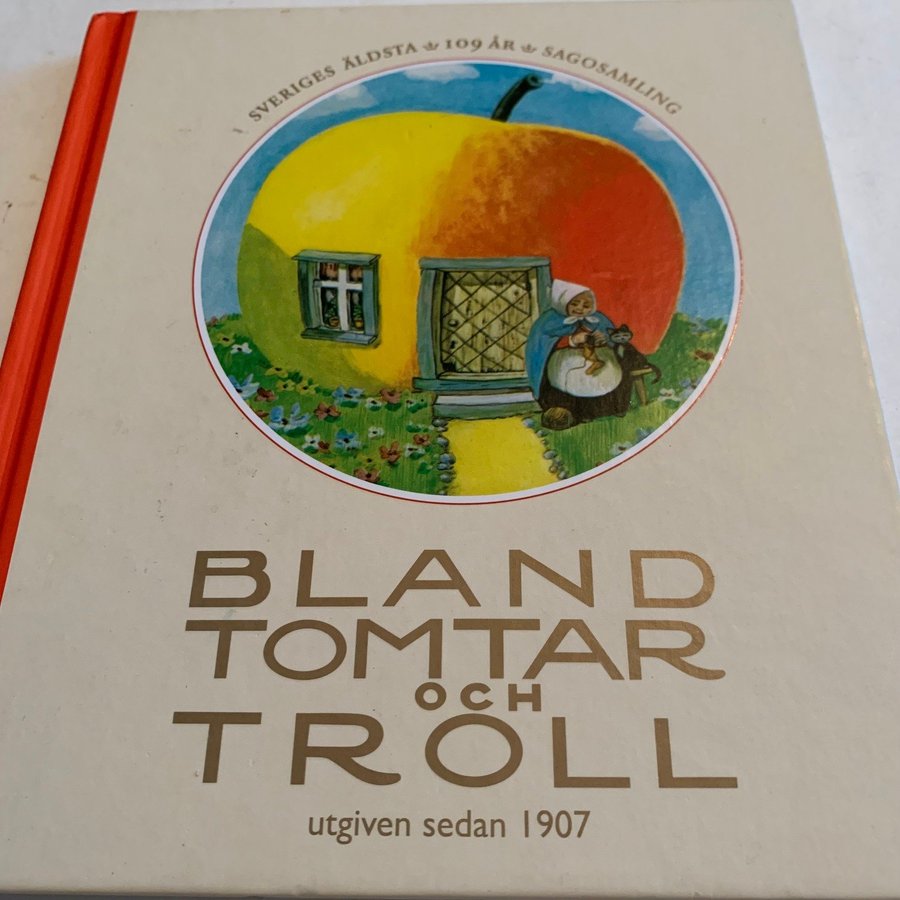 SVERIGES ÄLDSTA 109 ÅR SAGOSAMLING
BLAND
TOMTAR
OCH
TROLL
utgiven sedan 1907